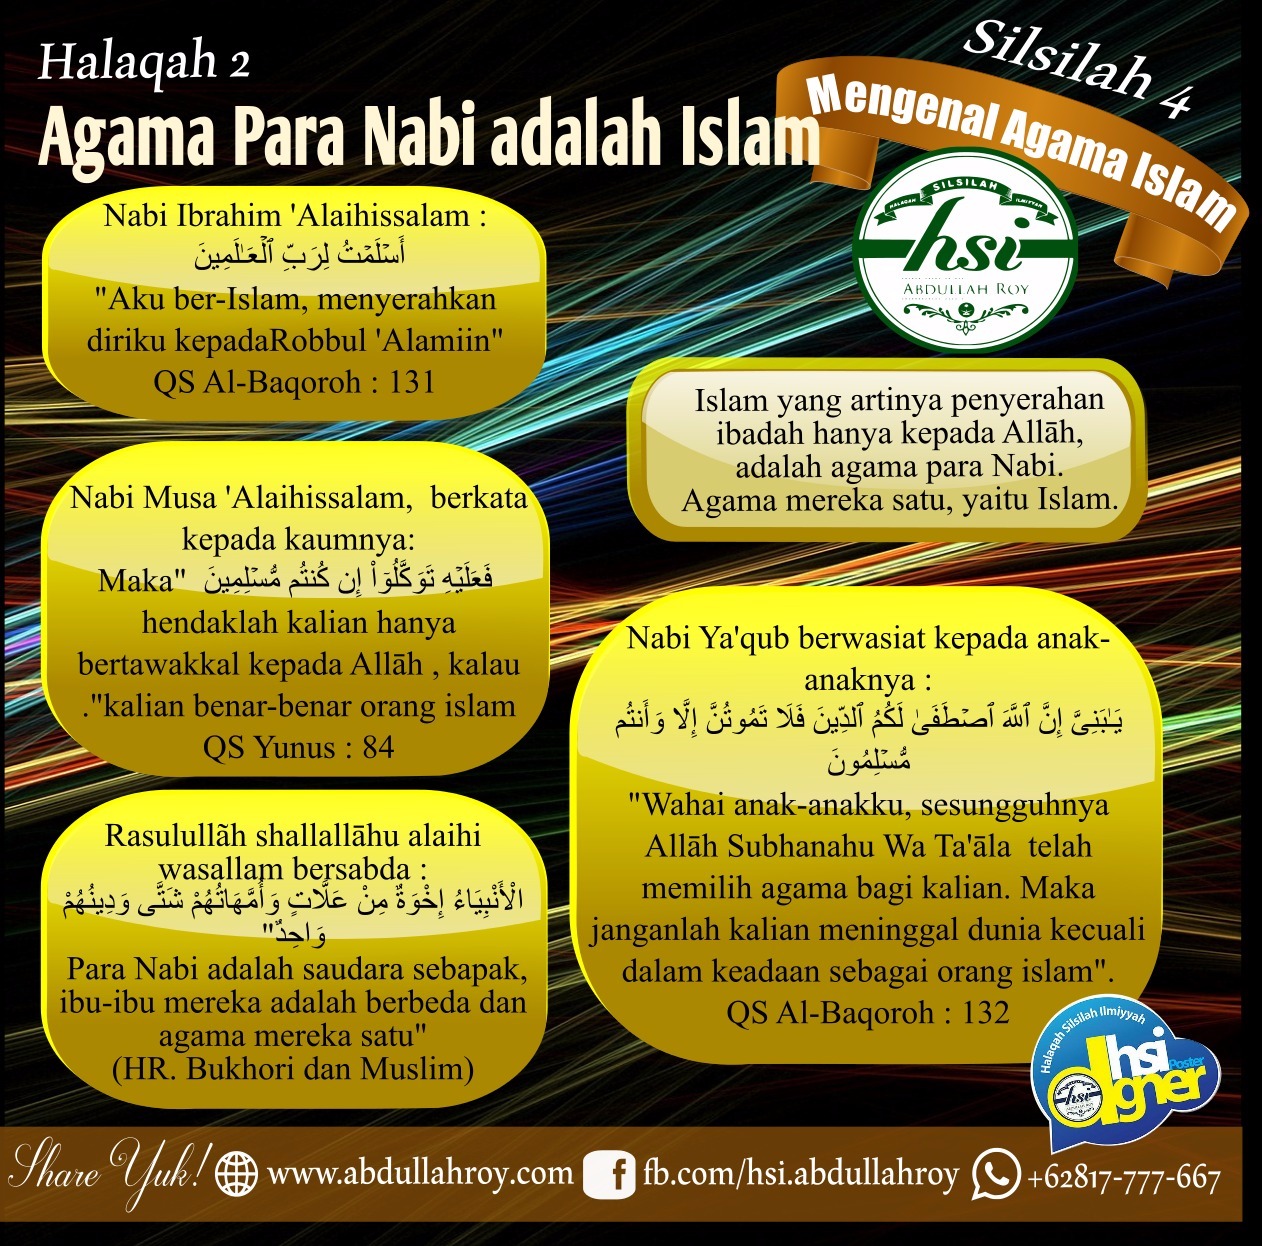 Halaqah 2
Agama Para Nabi adalah Islam
Silsilah 4
Mengenal Agama Islam
SILSILAH
HALAQAH
ILMIYYAH
hsi
ABDULLAH ROY
Nabi Ibrahim 'Alaihissalam :
أَسْلَمْتُ لِرَبِّ ٱلْعَـٰلَمِينَ
"Aku ber-Islam, menyerahkan
diriku kepadaRobbul 'Alamiin"
QS Al-Baqoroh : 131
Islam yang artinya penyerahan
ibadah hanya kepada Allāh,
adalah agama para Nabi.
Agama mereka satu, yaitu Islam.
Nabi Musa 'Alaihissalam,  berkata
kepada kaumnya:
Maka"  فَعَلَيْهِ تَوَكَّلُوٓا۟ إِن كُنتُم مُّسْلِمِينَ
hendaklah kalian hanya
bertawakkal kepada Allāh , kalau
."kalian benar-benar orang islam
QS Yunus : 84
Nabi Ya'qub berwasiat kepada anak-
anaknya :
يَـٰبَنِىَّ إِنَّ ٱللَّهَ ٱصْطَفَىٰ لَكُمُ ٱلدِّينَ فَلَا تَمُوتُنَّ إِلَّا وَأَنتُم
مُّسْلِمُونَ
"Wahai anak-anakku, sesungguhnya
Allāh Subhanahu Wa Ta'āla  telah
memilih agama bagi kalian. Maka
janganlah kalian meninggal dunia kecuali
dalam keadaan sebagai orang islam".
QS Al-Baqoroh : 132
Rasulullãh shallallāhu alaihi
wasallam bersabda :
الْأَنْبِيَاءُ إِخْوَةٌ مِنْ عَلَّاتٍ وَأُمَّهَاتُهُمْ شَتَّى وَدِينُهُمْ
وَاحِدٌ"
Para Nabi adalah saudara sebapak,
ibu-ibu mereka adalah berbeda dan
agama mereka satu"
(HR. Bukhori dan Muslim)
Halaqah Silsilah Ilmiyyah
hsi
Poster
dIgner
hsi
Share Yuk!
www.abdullahroy.com
fb.com/hsi.abdullahroy
+62817-777-667